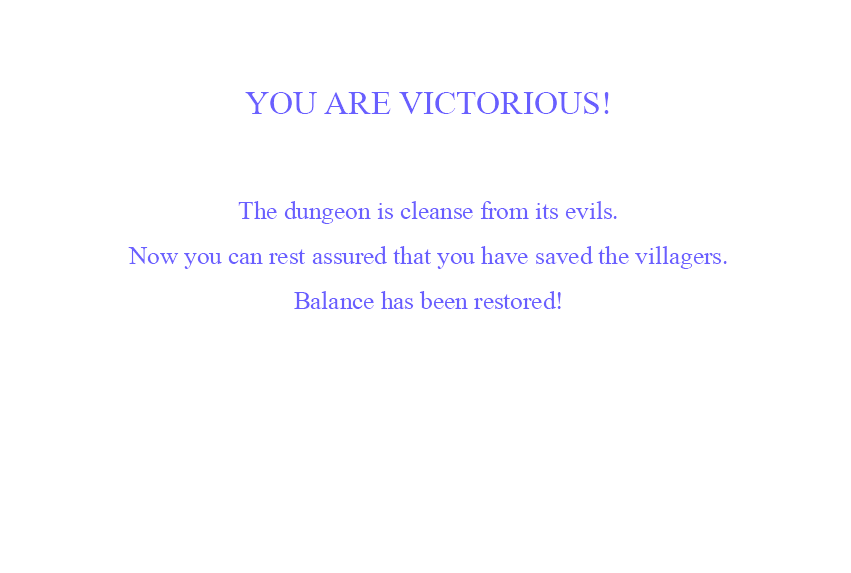 YOU ARE VICTORIOUS!
The dungeon is cleanse from its evils.
Now you can rest assured that you have saved the villagers.
Balance has been restored!